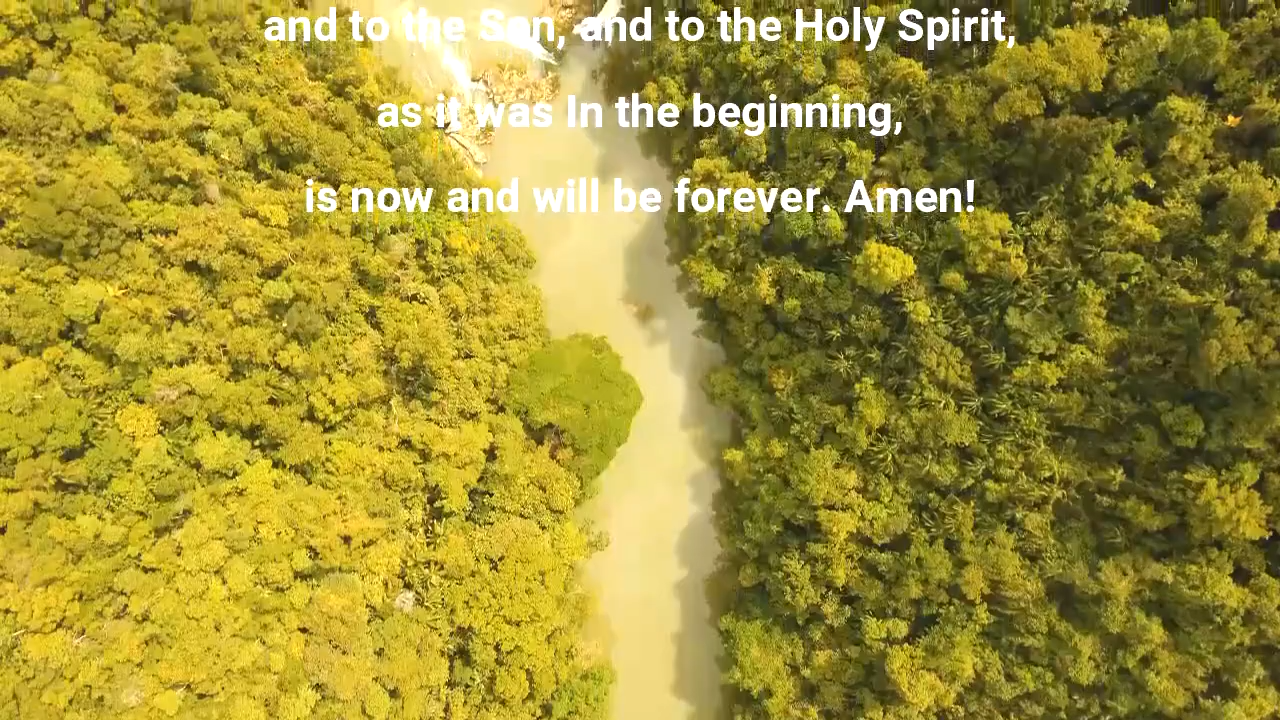 and to the Son, and to the Holy Spirit,
as it was In the beginning,
is now and will be forever. Amen!